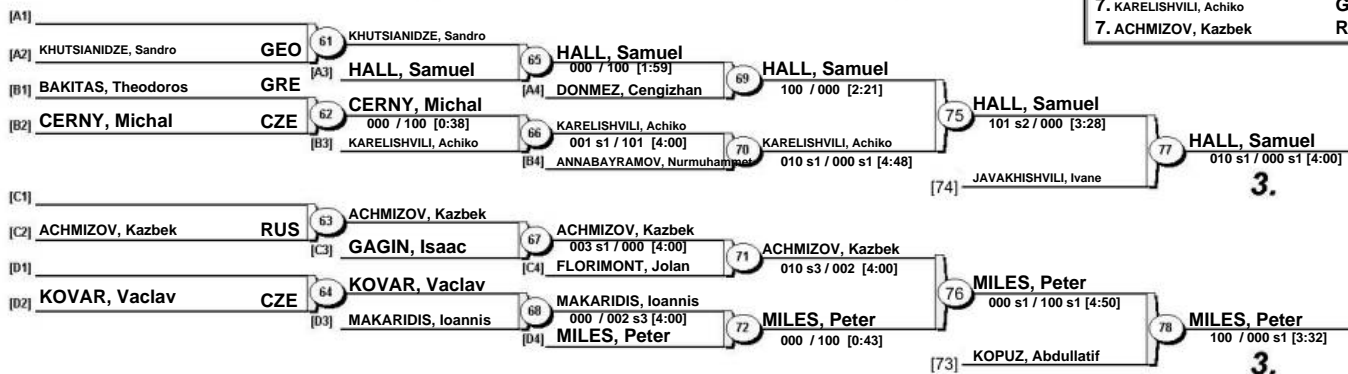 7. KARELISHVILI, Achiko G
7. ACHMIZOV, Kazbek R
[A1]
[A2] KHUTSIANIDZE, Sandro GEO
61
KHUTSIANIDZE, Sandro
[A3] HALL, Samuel
65
HALL, Samuel
000 / 100 [1:59]
[A4] DONMEZ, Cengizhan
69
HALL, Samuel
100 / 000 [2:21]
[B1] BAKITAS, Theodoros GRE
[B2] CERNY, Michal CZE
62
CERNY, Michal
000 / 100 [0:38]
[B3] KARELISHVILI, Achiko
66
KARELISHVILI, Achiko
001 s1 / 101 [4:00]
[B4] ANNABAYRAMOV, Nurmuhammet
70
KARELISHVILI, Achiko
010 s1 / 000 s1 [4:48]
75
HALL, Samuel
101 s2 / 000 [3:28]
[74] JAVAKHISHVILI, Ivane
77
HALL, Samuel
010 s1 / 000 s1 [4:00]
3.
[C1]
[C2] ACHMIZOV, Kazbek RUS
63
ACHMIZOV, Kazbek
[C3] GAGIN, Isaac
67
ACHMIZOV, Kazbek
003 s1 / 000 [4:00]
[C4] FLORIMONT, Jolan
71
ACHMIZOV, Kazbek
010 s3 / 002 [4:00]
[D1]
[D2] KOVAR, Vaclav CZE
64
KOVAR, Vaclav
[D3] MAKARIDIS, Ioannis
68
MAKARIDIS, Ioannis
000 / 002 s3 [4:00]
[D4] MILES, Peter
72
MILES, Peter
000 / 100 [0:43]
76
MILES, Peter
000 s1 / 100 s1 [4:50]
[73] KOPUZ, Abdullatif
78
MILES, Peter
100 / 000 s1 [3:32]
3.